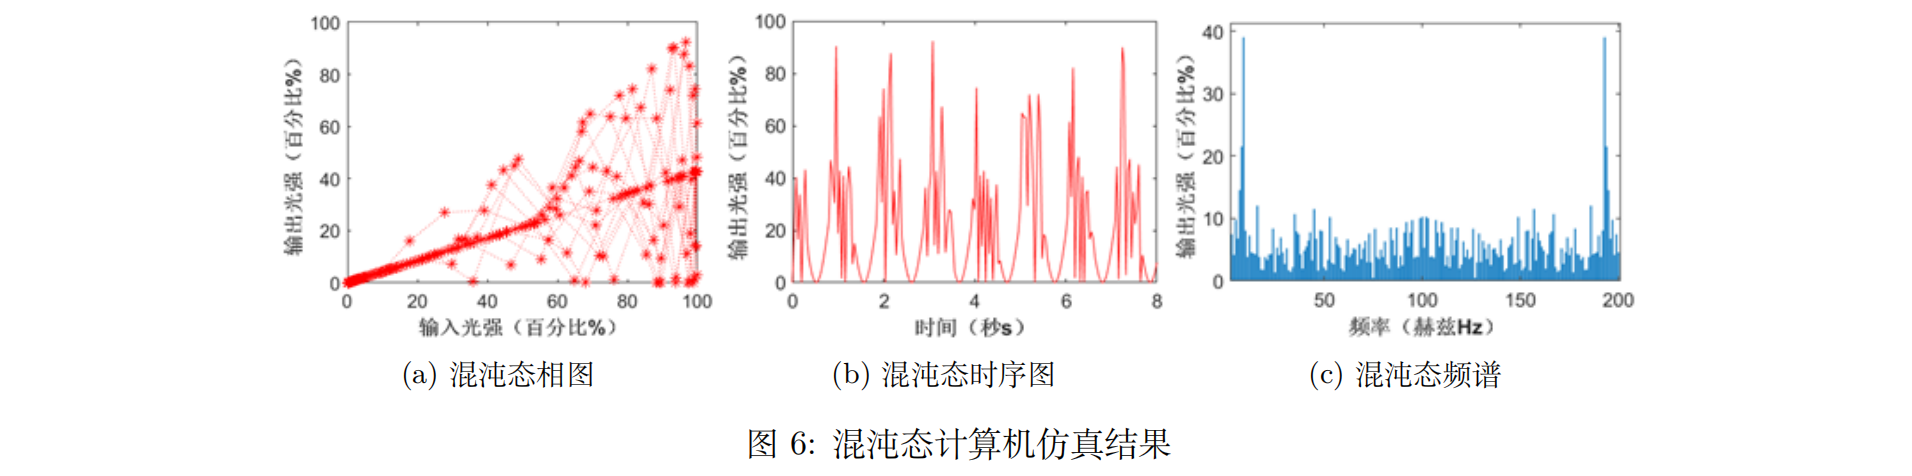 100
80
60
40
20
0
输出光强（百分比%）
0 20 40 60 80 100
输入光强（百分比%）
(a) 混沌态相图
100
80
60
40
20
0
输出光强（百分比%）
0 2 4 6 8
时间（秒s）
(b) 混沌态时序图
40
30
20
10
0
输出光强（百分比%）
50 100 150 200
频率（赫兹Hz）
(c) 混沌态频谱
图 6: 混沌态计算机仿真结果